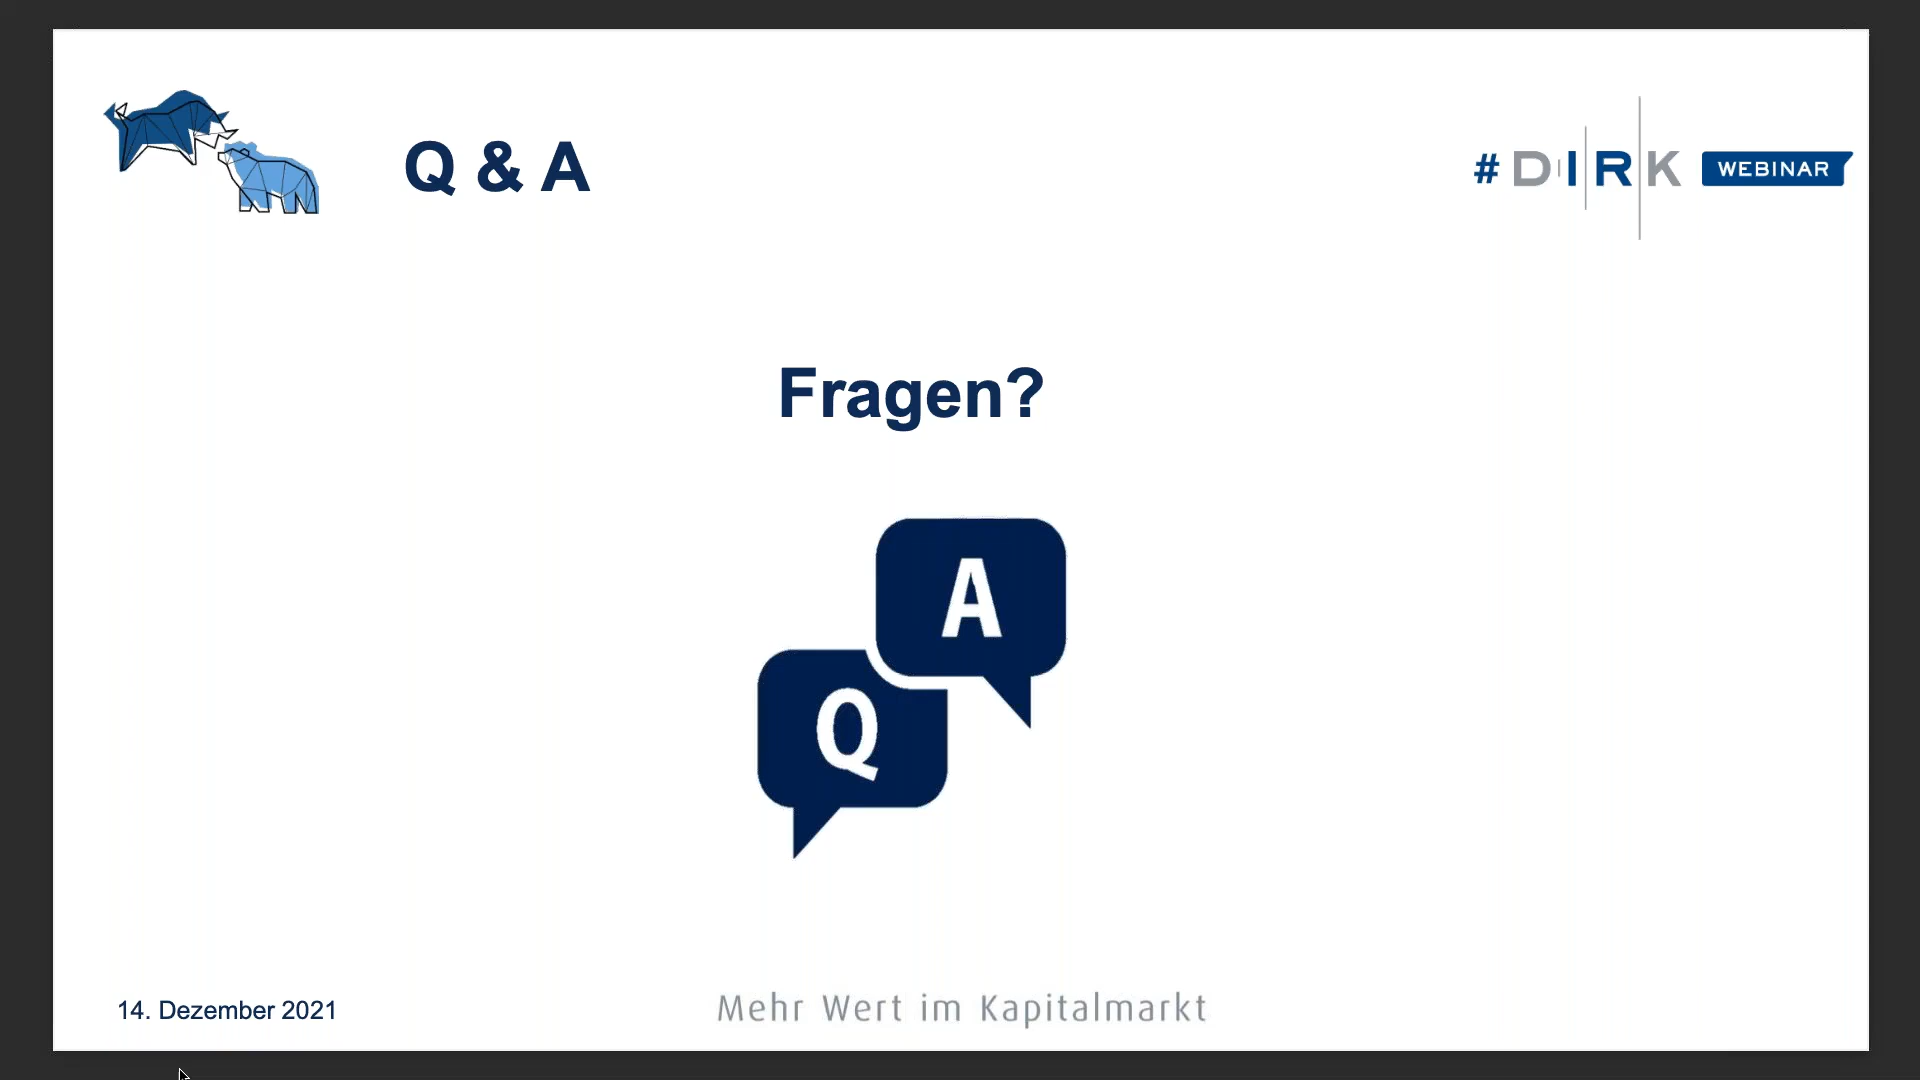 Q & A
# DIRK WEBINAR
Fragen?
A
Q
14. Dezember 2021
Mehr Wert im Kapitalmarkt